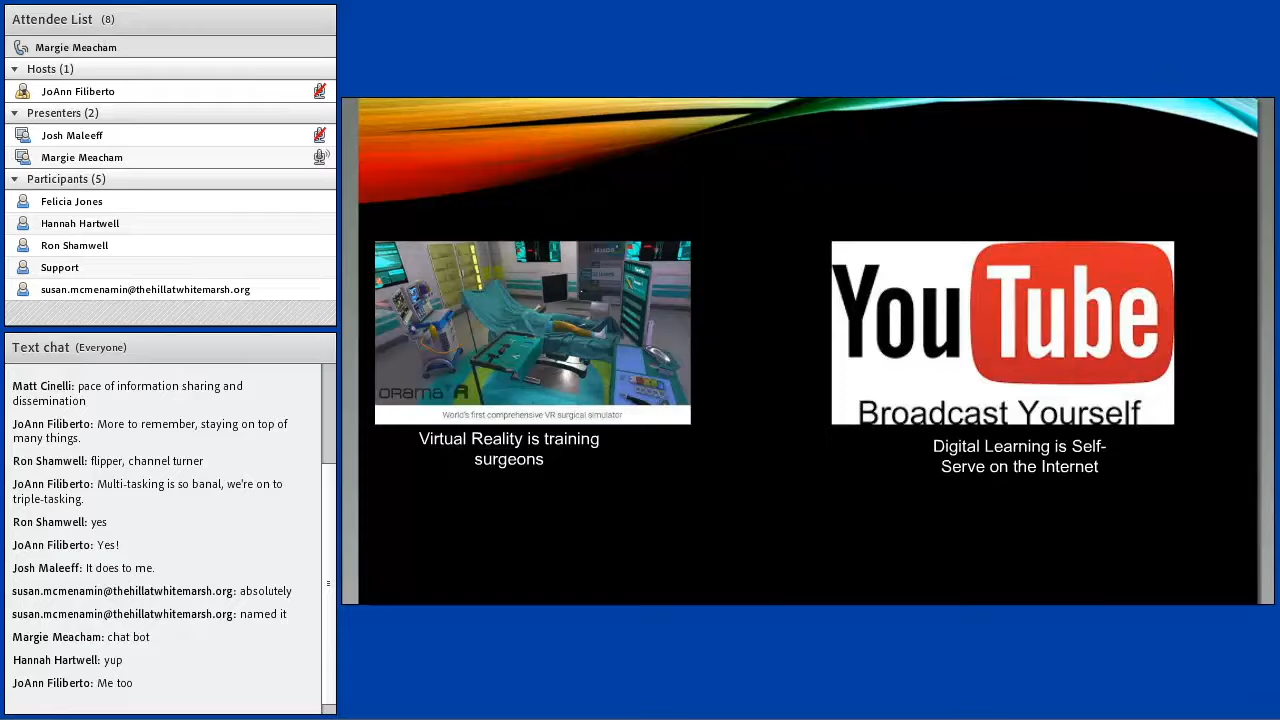 Attendee List (8)
Margie Meacham
Hosts (1)
JoAnn Filiberto
Presenters (2)
Josh Maleeff
Margie Meacham
Participants (5)
Felicia Jones
Hannah Hartwell
Ron Shamwell
Support
susan.mcmenamin@thehillatwhitemarsh.org
Text chat (Everyone)
Matt Cinelli: pace of information sharing and
dissemination
JoAnn Filiberto: More to remember, staying on top of
many things.
Ron Shamwell: flipper, channel turner
JoAnn Filiberto: Multi-tasking is so banal, we're on to
triple-tasking.
Ron Shamwell: yes
JoAnn Filiberto: Yes!
Josh Maleeff: It does to me.
susan.mcmenamin@thehillatwhitemarsh.org: absolutely
susan.mcmenamin@thehillatwhitemarsh.org: named it
Margie Meacham: chat bot
Hannah Hartwell: yup
JoAnn Filiberto: Me too
World's first comprehensive VR surgical simulator
Virtual Reality is training
surgeons
YouTube
Broadcast Yourself
Digital Learning is Self-
Serve on the Internet